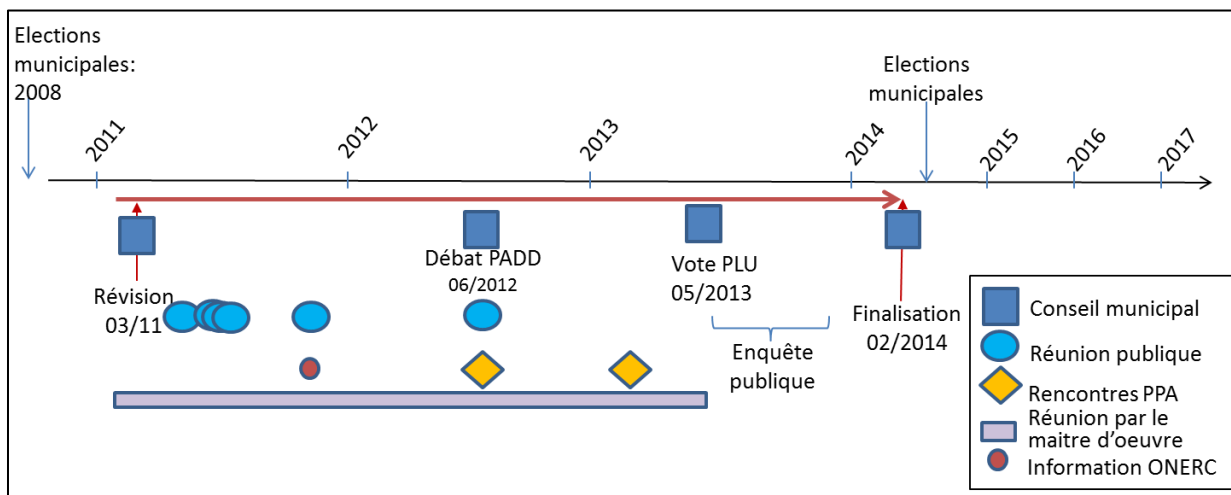 Elections
municipales:
2008
Elections
municipales
2011
2012
2013
2014
2015
2016
2017
Révision
03/11
Débat PADD
06/2012
Vote PLU
05/2013
Finalisation
02/2014
Enquête
publique
Conseil municipal
Réunion publique
Rencontres PPA
Réunion par le
maitre d'oeuvre
Information ONERC